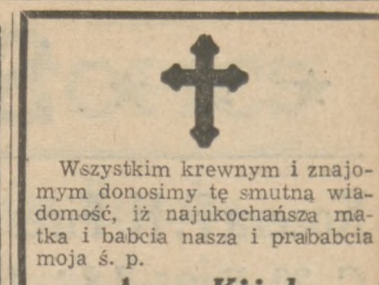 Wszystkim krewnym i znajo-
mym donosimy tę smutną wia-
domość, iż najukochańsza ma-
tka i babcia nasza i prababcia
moja ś. p.